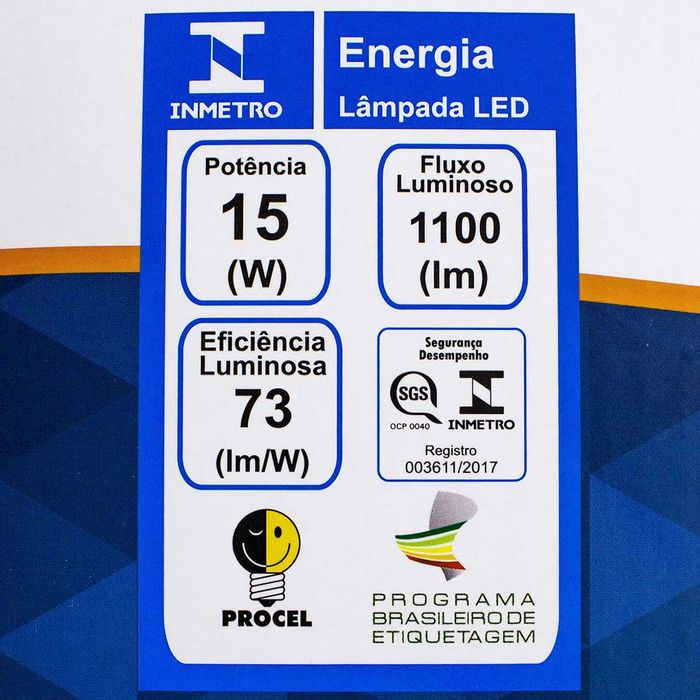 INMETRO
Energia
Lâmpada LED
Potência
15
(W)
Fluxo
Luminoso
1100
(lm)
Eficiência
Luminosa
73
(lm/W)
Segurança
Desempenho
SGS
OCP 0040
INMETRO
Registro
003611/2017
PROCEL
PROGRAMA
BRASILEIRO DE
ETIQUETAGEM